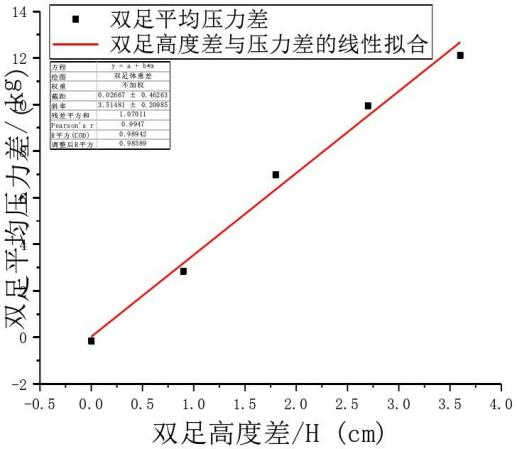 双足平均压力差
双足高度差与压力差的线性拟合
方程 y = a + b*x
绘图 双足体重差
权重 不加权
截距 0.02667 ± 0.46263
斜率 3.51481 ± 0.20985
残差平方和 1.07011
Pearson's r 0.9947
R平方(COD) 0.98942
调整后R平方 0.98589
双足平均压力差/(kg)
14
12
10
8
6
4
2
0
-2
-0.5 0.0 0.5 1.0 1.5 2.0 2.5 3.0 3.5 4.0
双足高度差/H (cm)